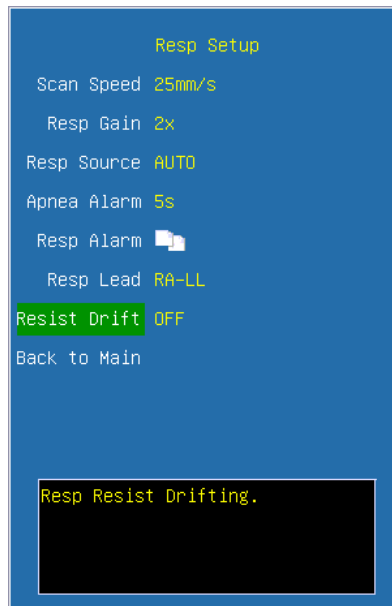 Resp Setup
Scan Speed 25mm/s
Resp Gain 2x
Resp Source AUTO
Apnea Alarm 5s
Resp Alarm
Resp Lead RA-LL
Resist Drift OFF
Back to Main
Resp Resist Drifting.